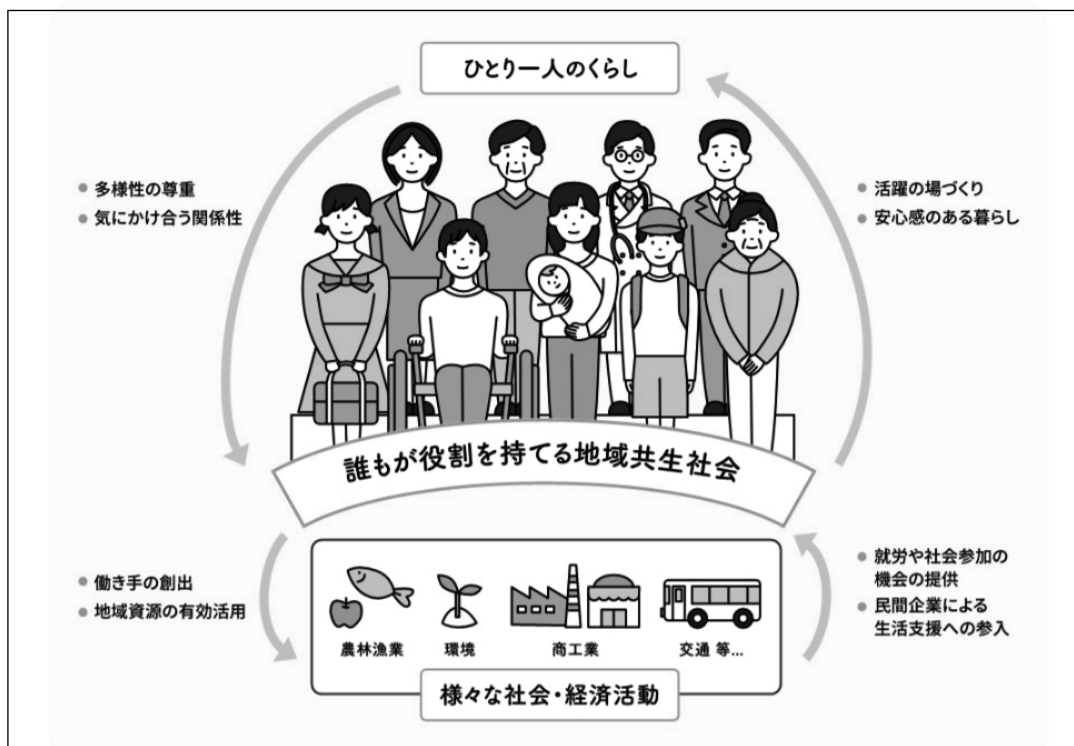 ひとり一人のくらし
● 多様性の尊重
● 気にかけ合う関係性
● 活躍の場づくり
● 安心感のある暮らし
誰もが役割を持てる地域共生社会
● 働き手の創出
● 地域資源の有効活用
● 就労や社会参加の
機会の提供
● 民間企業による
生活支援への参入
農林漁業 環境 商工業 交通 等...
様々な社会・経済活動